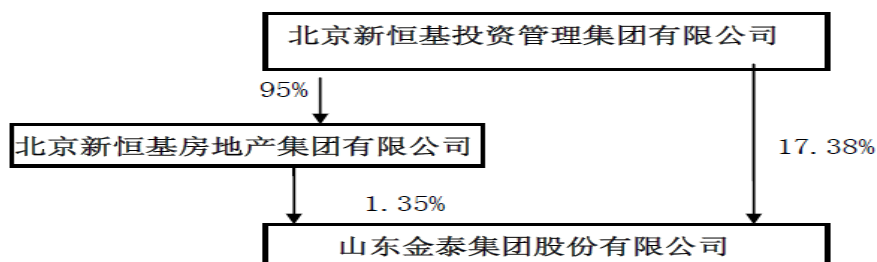 北京新恒基投资管理集团有限公司
95%
北京新恒基房地产集团有限公司
17.38%
1.35%
山东金泰集团股份有限公司